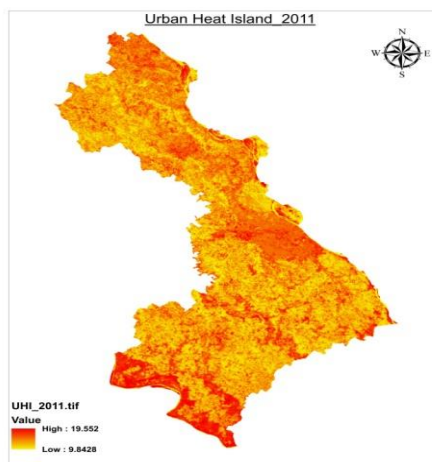 Urban Heat Island_2011
N
W E
S
UHI_2011.tif
Value
High : 19.552
Low : 9.8428